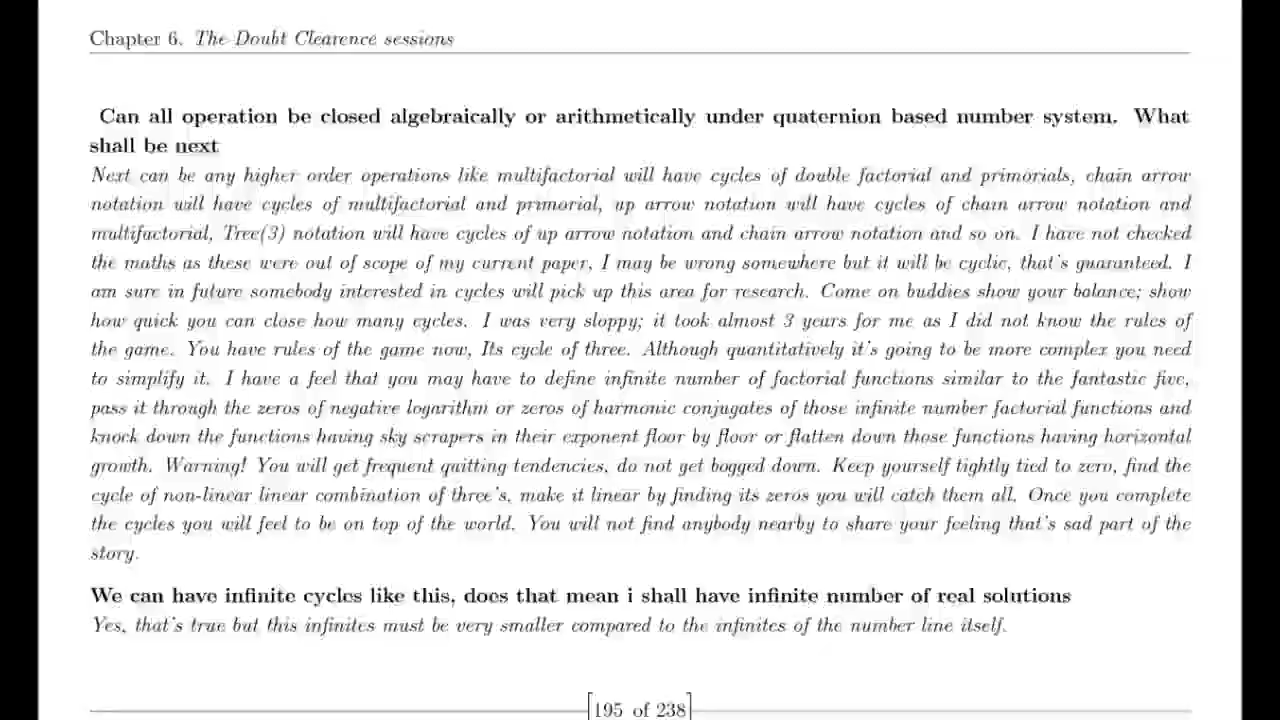 Chapter 6. The Doubt Clearence sessions
Can all operation be closed algebraically or arithmetically under quaternion based number system. What
shall be next
Next can be any higher order operations like multifactorial will have cycles of double factorial and primorials, chain arrow
notation will have cycles of multifactorial and primorial, up arrow notation will have cycles of chain arrow notation and
multifactorial, Tree(3) notation will have cycles of up arrow notation and chain arrow notation and so on. I have not checked
the maths as these were out of scope of my current paper, I may be wrong somewhere but it will be cyclic, that's guaranteed. I
am sure in future somebody interested in cycles will pick up this area for research. Come on buddies show your balance; show
how quick you can close how many cycles. I was very sloppy; it took almost 3 years for me as I did not know the rules of
the game. You have rules of the game now, Its cycle of three. Although quantitatively it's going to be more complex you need
to simplify it. I have a feel that you may have to define infinite number of factorial functions similar to the fantastic five,
pass it through the zeros of negative logarithm or zeros of harmonic conjugates of those infinite number factorial functions and
knock down the functions having sky scrapers in their exponent floor by floor or flatten down those functions having horizontal
growth. Warning! You will get frequent quitting tendencies, do not get bogged down. Keep yourself tightly tied to zero, find the
cycle of non-linear linear combination of three's, make it linear by finding its zeros you will catch them all. Once you complete
the cycles you will feel to be on top of the world. You will not find anybody nearby to share your feeling that's sad part of the
story.
We can have infinite cycles like this, does that mean i shall have infinite number of real solutions
Yes, that's true but this infinites must be very smaller compared to the infinites of the number line itself.
[195 of 238]